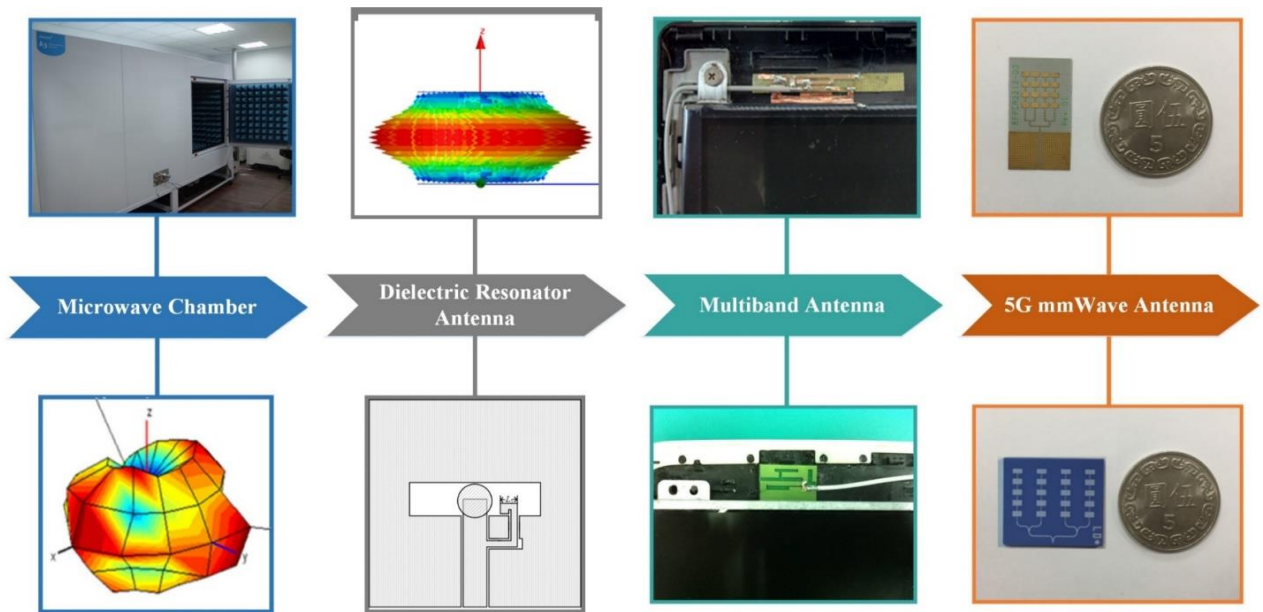 z
圓伍
5
Microwave Chamber
Dielectric Resonator
Antenna
Multiband Antenna
5G mmWave Antenna
z
x
y
圓伍
5